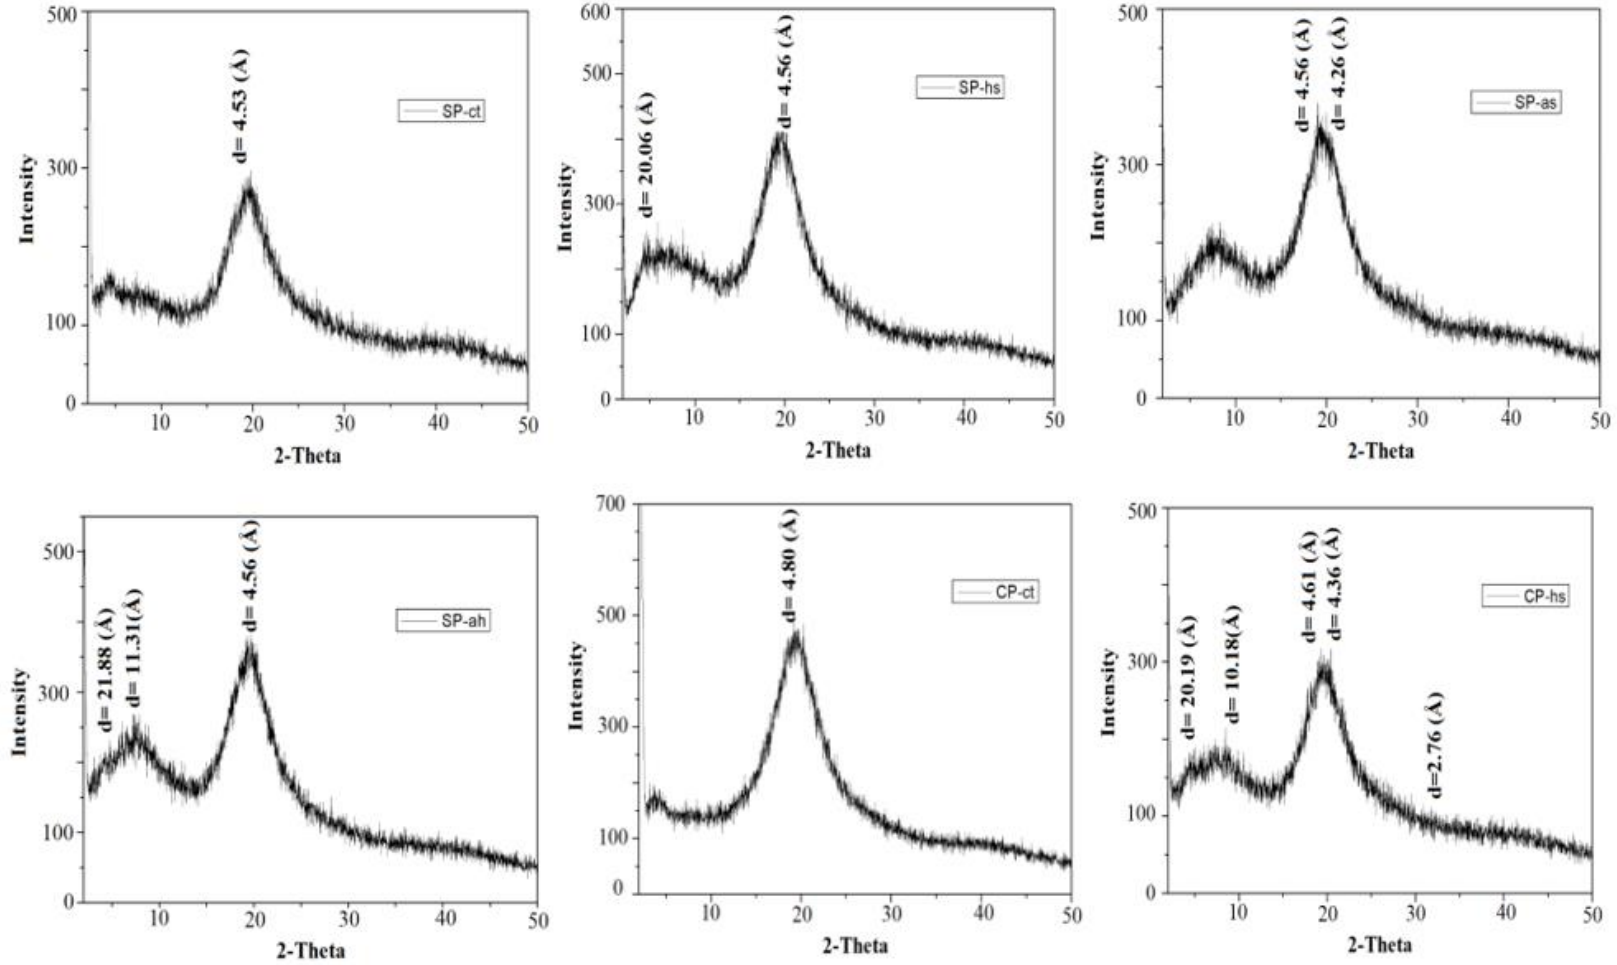 500
300
100
0
10
20
30
40
50
Intensity
2-Theta
d= 4.53 (Å)
SP-ct
600
500
300
100
0
10
20
30
40
50
Intensity
2-Theta
d= 20.06 (Å)
d= 4.56 (Å)
SP-hs
500
300
100
0
10
20
30
40
50
Intensity
2-Theta
d= 4.56 (Å)
d= 4.26 (Å)
SP-as
500
300
100
0
10
20
30
40
50
Intensity
2-Theta
d= 21.88 (Å)
d= 11.31(Å)
d= 4.56 (Å)
SP-ah
700
500
300
100
0
10
20
30
40
50
Intensity
2-Theta
d= 4.80 (Å)
CP-ct
500
300
100
0
10
20
30
40
50
Intensity
2-Theta
d= 20.19 (Å)
d= 10.18(Å)
d= 4.61 (Å)
d= 4.36 (Å)
d=2.76 (Å)
CP-hs